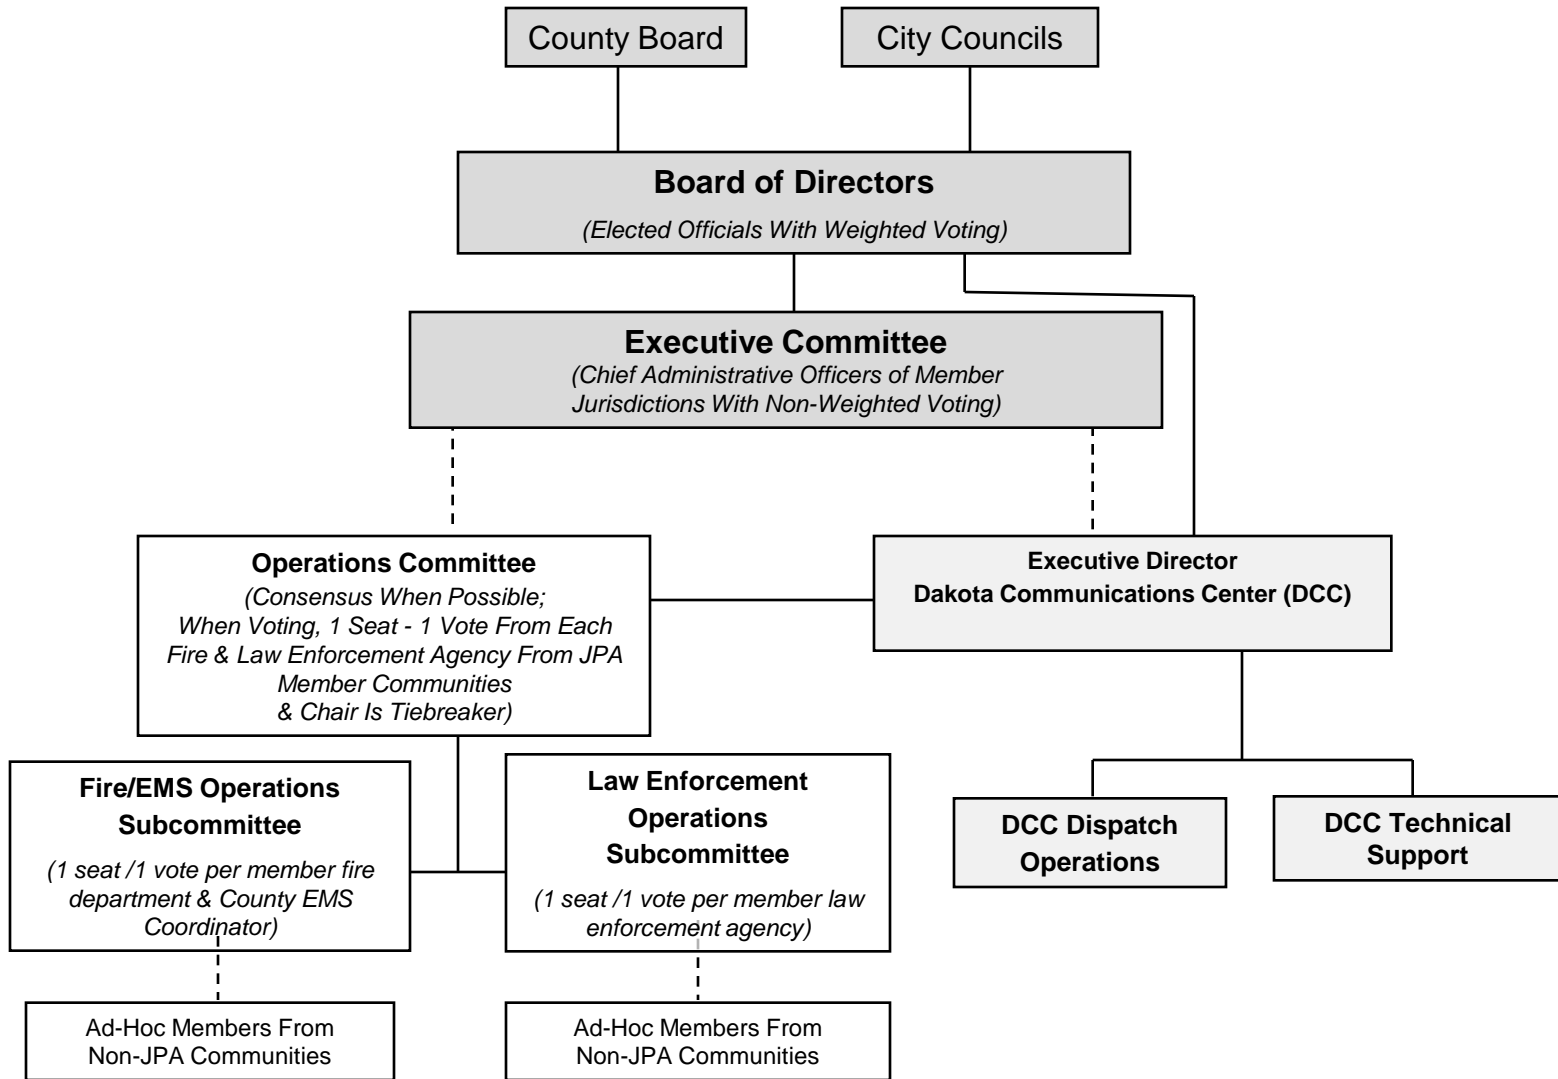 County Board
City Councils
Board of Directors
(Elected Officials With Weighted Voting)
Executive Committee
(Chief Administrative Officers of Member
Jurisdictions With Non-Weighted Voting)
Operations Committee
(Consensus When Possible;
When Voting, 1 Seat - 1 Vote From Each
Fire & Law Enforcement Agency From JPA
Member Communities
& Chair Is Tiebreaker)
Executive Director
Dakota Communications Center (DCC)
Fire/EMS Operations
Subcommittee
(1 seat /1 vote per member fire
department & County EMS
Coordinator)
Law Enforcement
Operations
Subcommittee
(1 seat /1 vote per member law
enforcement agency)
DCC Dispatch
Operations
DCC Technical
Support
Ad-Hoc Members From
Non-JPA Communities
Ad-Hoc Members From
Non-JPA Communities